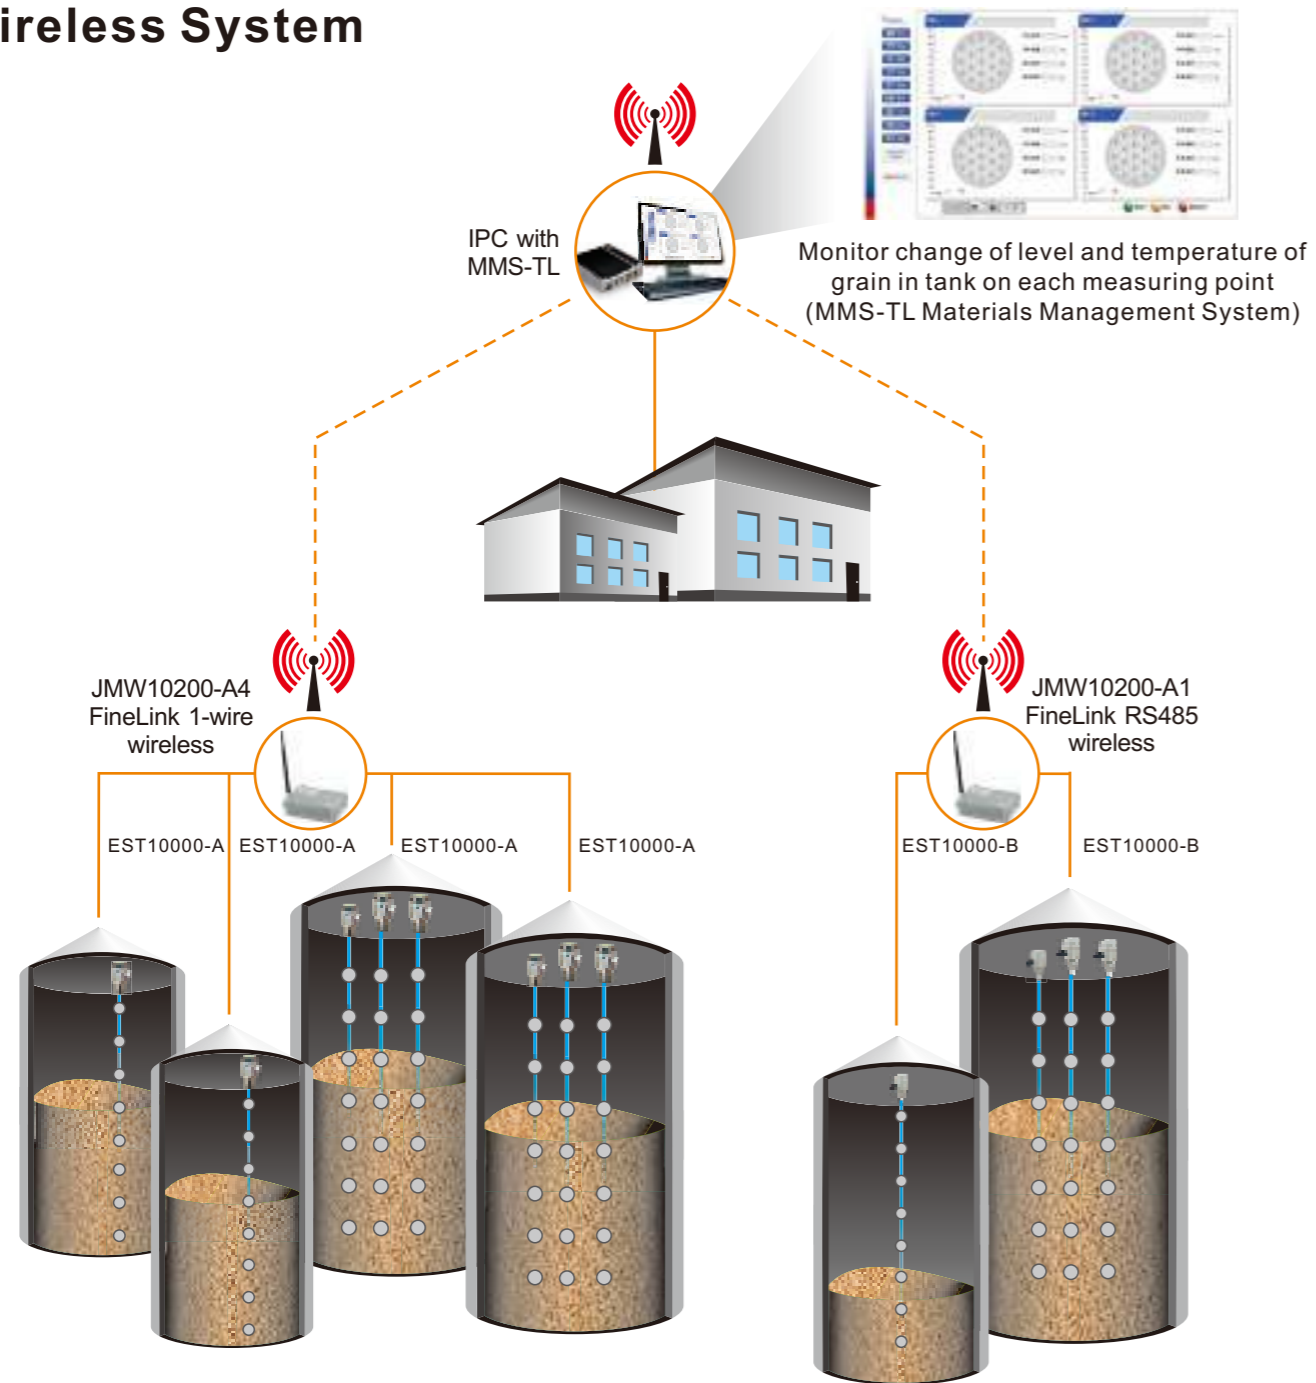 ireless System
IPC with
MMS-TL
Monitor change of level and temperature of
grain in tank on each measuring point
(MMS-TL Materials Management System)
JMW10200-A4
FineLink 1-wire
wireless
JMW10200-A1
FineLink RS485
wireless
EST10000-A
EST10000-A
EST10000-A
EST10000-A
EST10000-B
EST10000-B